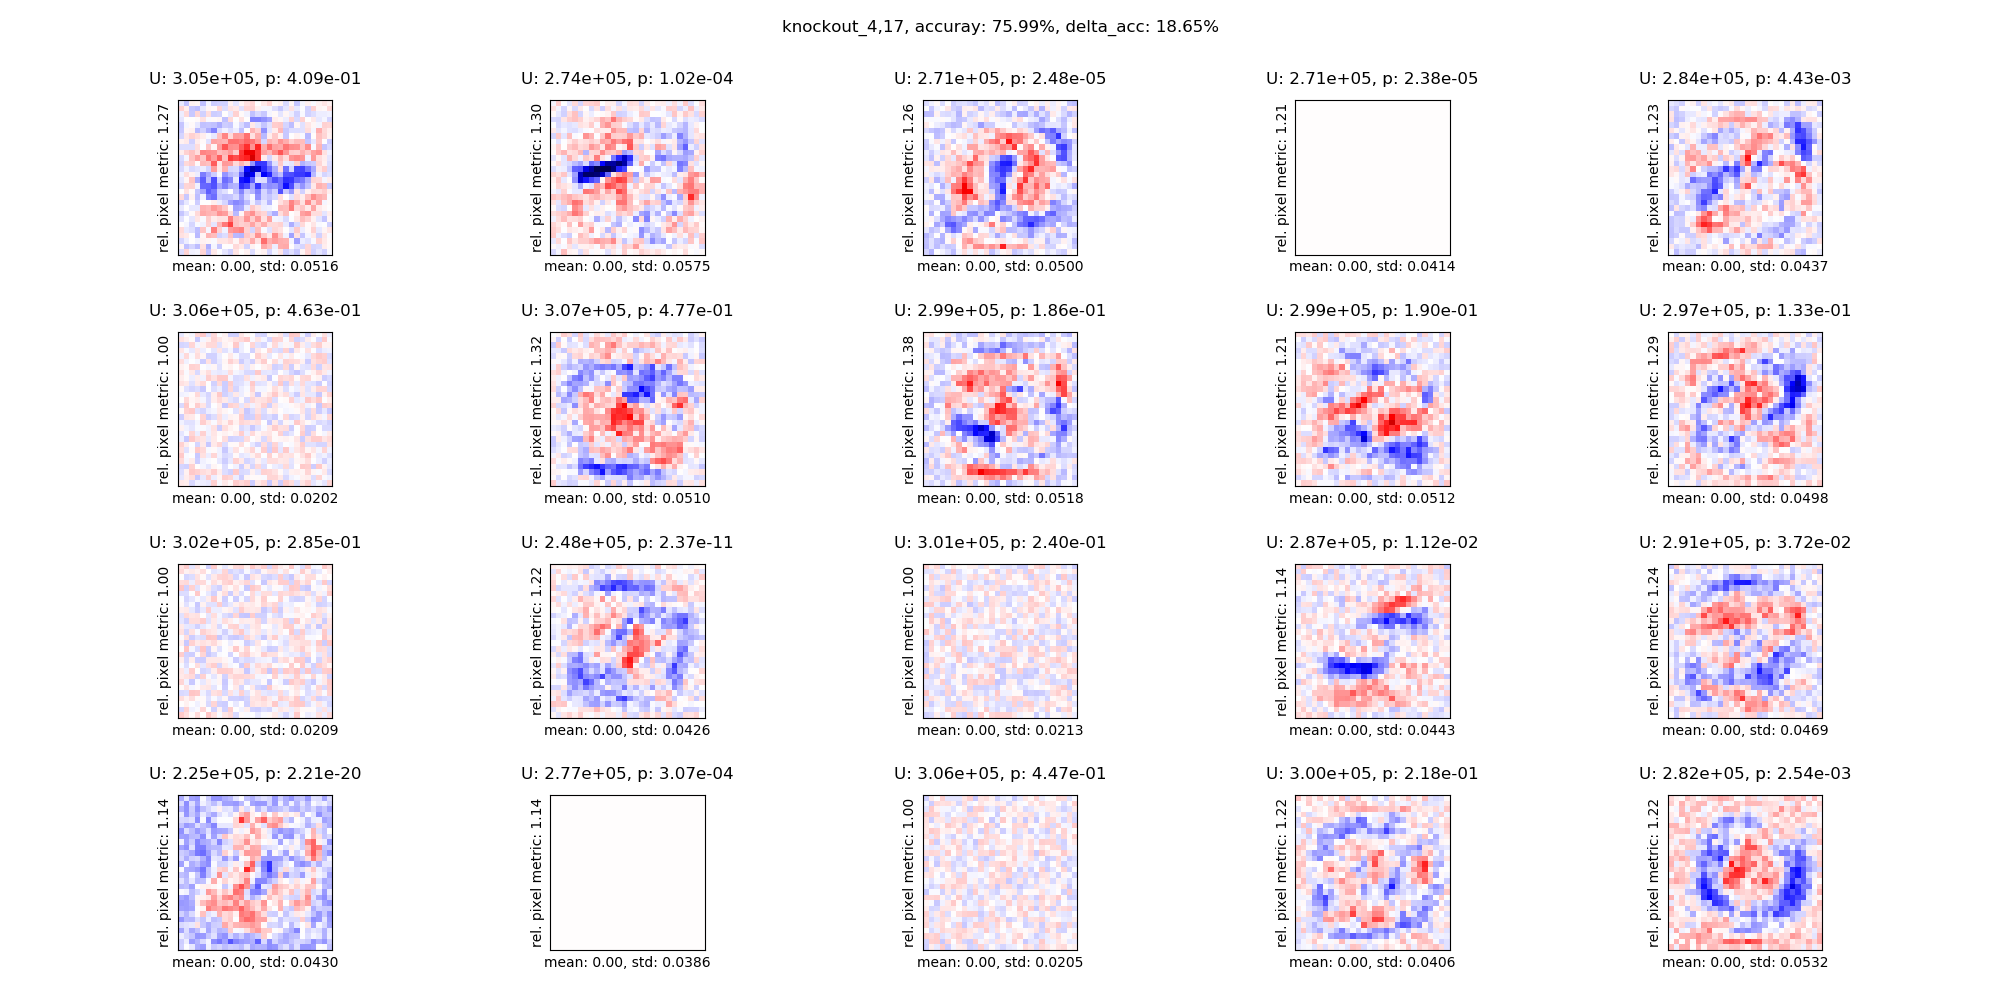 knockout_4,17, accuray: 75.99%, delta_acc: 18.65%
U: 3.05e+05, p: 4.09e-01
rel. pixel metric: 1.27
mean: 0.00, std: 0.0516
U: 2.74e+05, p: 1.02e-04
rel. pixel metric: 1.30
mean: 0.00, std: 0.0575
U: 2.71e+05, p: 2.48e-05
rel. pixel metric: 1.26
mean: 0.00, std: 0.0500
U: 2.71e+05, p: 2.38e-05
rel. pixel metric: 1.21
mean: 0.00, std: 0.0414
U: 2.84e+05, p: 4.43e-03
rel. pixel metric: 1.23
mean: 0.00, std: 0.0437
U: 3.06e+05, p: 4.63e-01
rel. pixel metric: 1.00
mean: 0.00, std: 0.0202
U: 3.07e+05, p: 4.77e-01
rel. pixel metric: 1.32
mean: 0.00, std: 0.0510
U: 2.99e+05, p: 1.86e-01
rel. pixel metric: 1.38
mean: 0.00, std: 0.0518
U: 2.99e+05, p: 1.90e-01
rel. pixel metric: 1.21
mean: 0.00, std: 0.0512
U: 2.97e+05, p: 1.33e-01
rel. pixel metric: 1.29
mean: 0.00, std: 0.0498
U: 3.02e+05, p: 2.85e-01
rel. pixel metric: 1.00
mean: 0.00, std: 0.0209
U: 2.48e+05, p: 2.37e-11
rel. pixel metric: 1.22
mean: 0.00, std: 0.0426
U: 3.01e+05, p: 2.40e-01
rel. pixel metric: 1.00
mean: 0.00, std: 0.0213
U: 2.87e+05, p: 1.12e-02
rel. pixel metric: 1.14
mean: 0.00, std: 0.0443
U: 2.91e+05, p: 3.72e-02
rel. pixel metric: 1.24
mean: 0.00, std: 0.0469
U: 2.25e+05, p: 2.21e-20
rel. pixel metric: 1.14
mean: 0.00, std: 0.0430
U: 2.77e+05, p: 3.07e-04
rel. pixel metric: 1.14
mean: 0.00, std: 0.0386
U: 3.06e+05, p: 4.47e-01
rel. pixel metric: 1.00
mean: 0.00, std: 0.0205
U: 3.00e+05, p: 2.18e-01
rel. pixel metric: 1.22
mean: 0.00, std: 0.0406
U: 2.82e+05, p: 2.54e-03
rel. pixel metric: 1.22
mean: 0.00, std: 0.0532